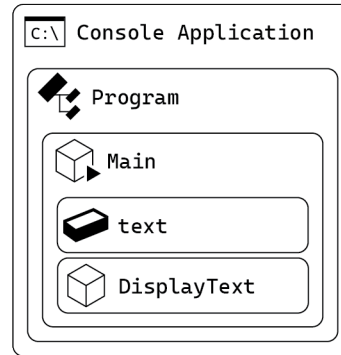 C:\ Console Application
Program
Main
text
DisplayText